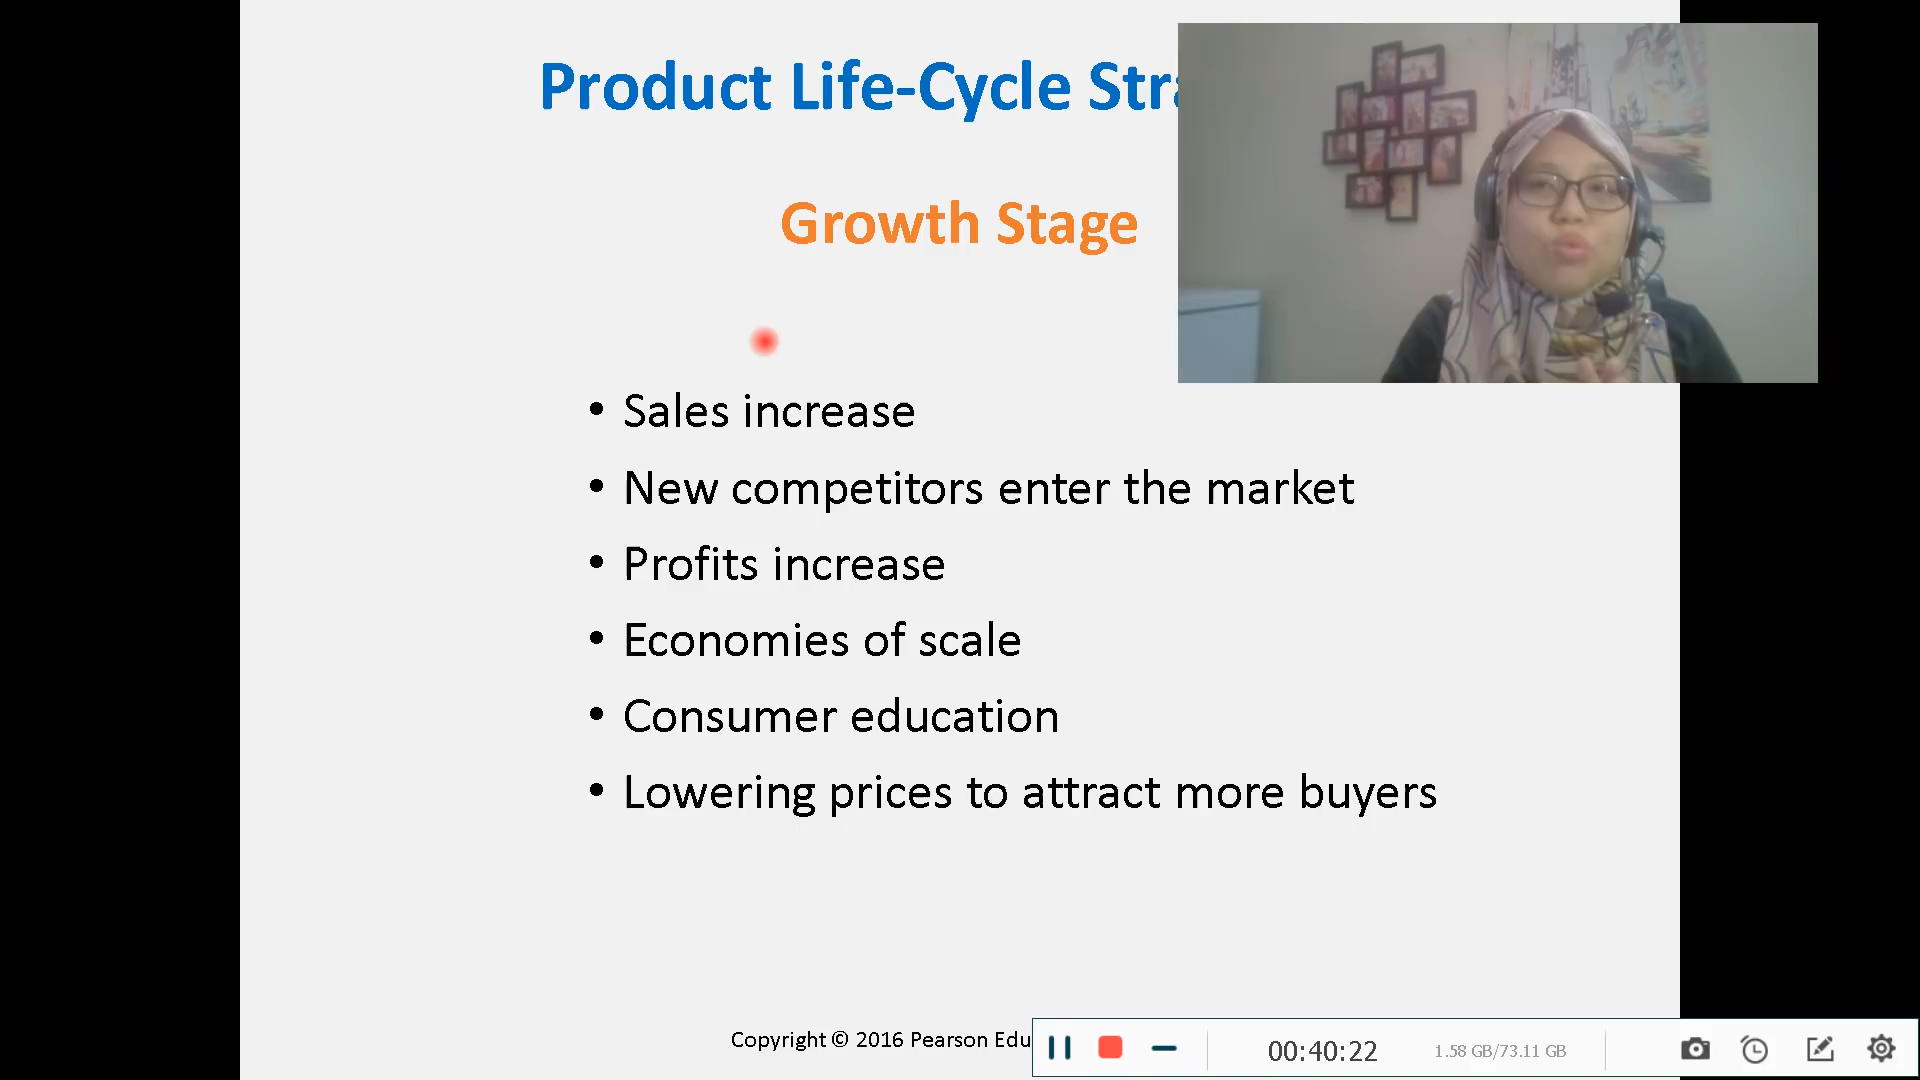 Product Life-Cycle Stra
Growth Stage
• Sales increase
• New competitors enter the market
• Profits increase
• Economies of scale
• Consumer education
• Lowering prices to attract more buyers
Copyright © 2016 Pearson Edu
00:40:22
1.58 GB/73.11 GB